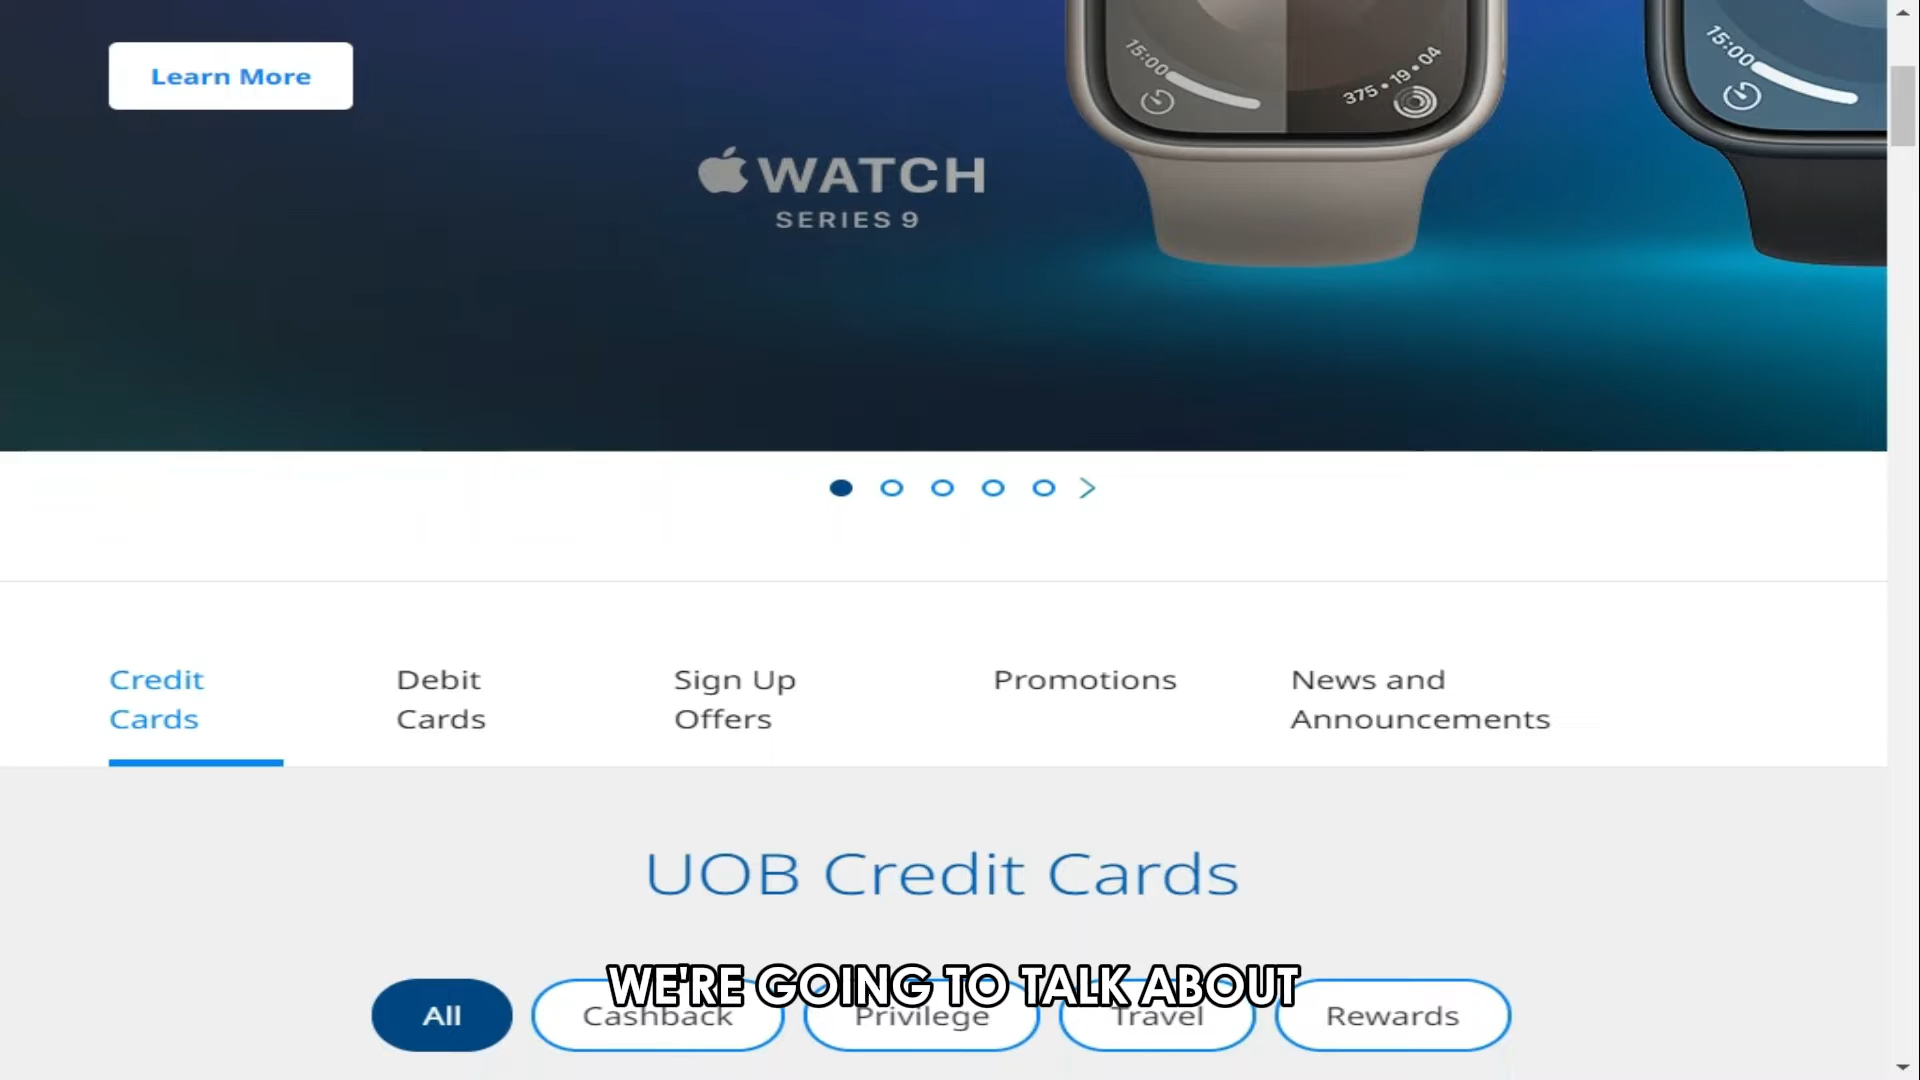 Learn More
15:00
375•19•04
15:00
WATCH
SERIES 9
Credit
Cards
Debit
Cards
Sign Up
Offers
Promotions
News and
Announcements
UOB Credit Cards
WE'RE GOING TO TALK ABOUT
All
Cashback
Privilege
Travel
Rewards